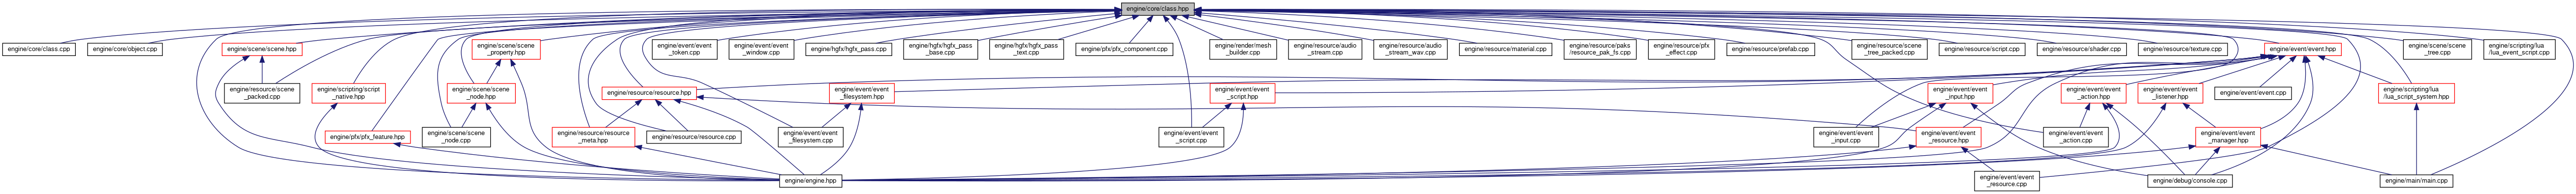 engine/core/class.hpp
engine/core/class.cpp
engine/core/object.cpp
engine/scene/scene.hpp
engine/scene/scene
_property.hpp
engine/event/event
_token.cpp
engine/event/event
_window.cpp
engine/hgfx/hgfx_pass.cpp
engine/hgfx/hgfx_pass
_base.cpp
engine/hgfx/hgfx_pass
_text.cpp
engine/pfx/pfx_component.cpp
engine/render/mesh
_builder.cpp
engine/resource/audio
_stream.cpp
engine/resource/audio
_stream_wav.cpp
engine/resource/material.cpp
engine/resource/paks
/resource_pak_fs.cpp
engine/resource/pfx
_effect.cpp
engine/resource/prefab.cpp
engine/resource/scene
_tree_packed.cpp
engine/resource/script.cpp
engine/resource/shader.cpp
engine/resource/texture.cpp
engine/event/event.hpp
engine/scene/scene
_tree.cpp
engine/scripting/lua
/lua_event_script.cpp
engine/resource/scene
_packed.cpp
engine/scripting/script
_native.hpp
engine/scene/scene
_node.hpp
engine/resource/resource.hpp
engine/event/event
_filesystem.hpp
engine/event/event
_script.hpp
engine/event/event
_input.hpp
engine/event/event
_action.hpp
engine/event/event
_listener.hpp
engine/event/event.cpp
engine/scripting/lua
/lua_script_system.hpp
engine/pfx/pfx_feature.hpp
engine/scene/scene
_node.cpp
engine/resource/resource
_meta.hpp
engine/resource/resource.cpp
engine/event/event
_filesystem.cpp
engine/event/event
_script.cpp
engine/event/event
_input.cpp
engine/event/event
_resource.hpp
engine/event/event
_action.cpp
engine/event/event
_manager.hpp
engine/engine.hpp
engine/event/event
_resource.cpp
engine/debug/console.cpp
engine/main/main.cpp